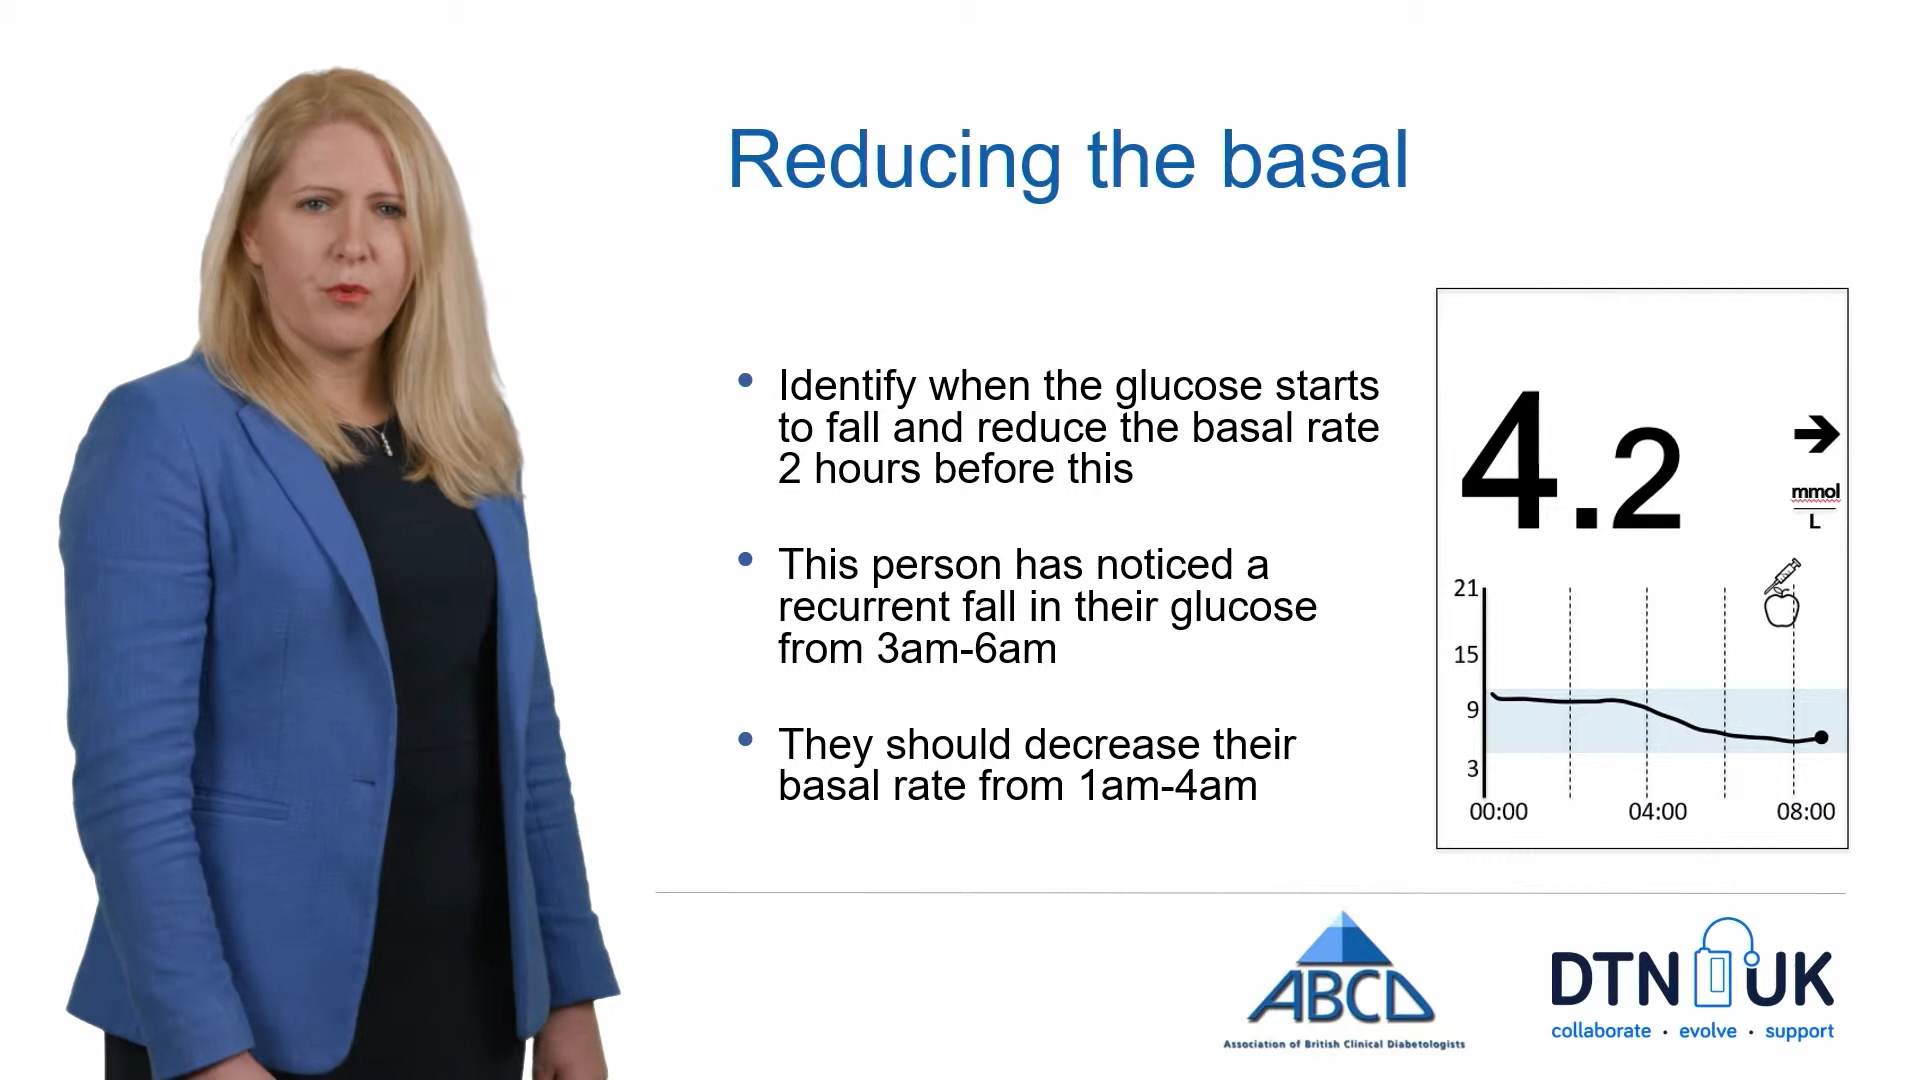 Reducing the basal
• Identify when the glucose starts
to fall and reduce the basal rate
2 hours before this
• This person has noticed a
recurrent fall in their glucose
from 3am-6am
• They should decrease their
basal rate from 1am-4am
4.2
mmol
L
21
15
9
3
00:00 04:00 08:00
ABCD
Association of British Clinical Diabetologists
DTN UK
collaborate • evolve • support